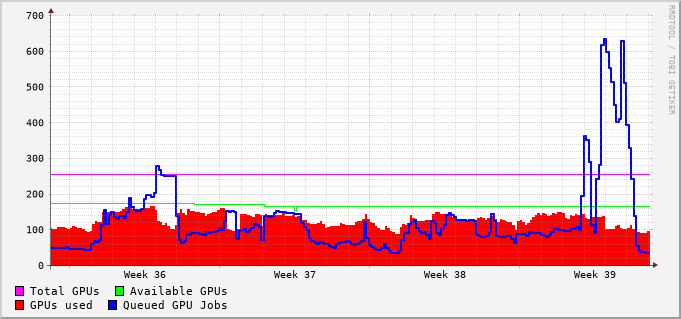 700
600
500
400
300
200
100
0
Week 36 Week 37 Week 38 Week 39
Total GPUs Available GPUs
GPUs used Queued GPU Jobs
RRDTOOL / TOBI OETIKER